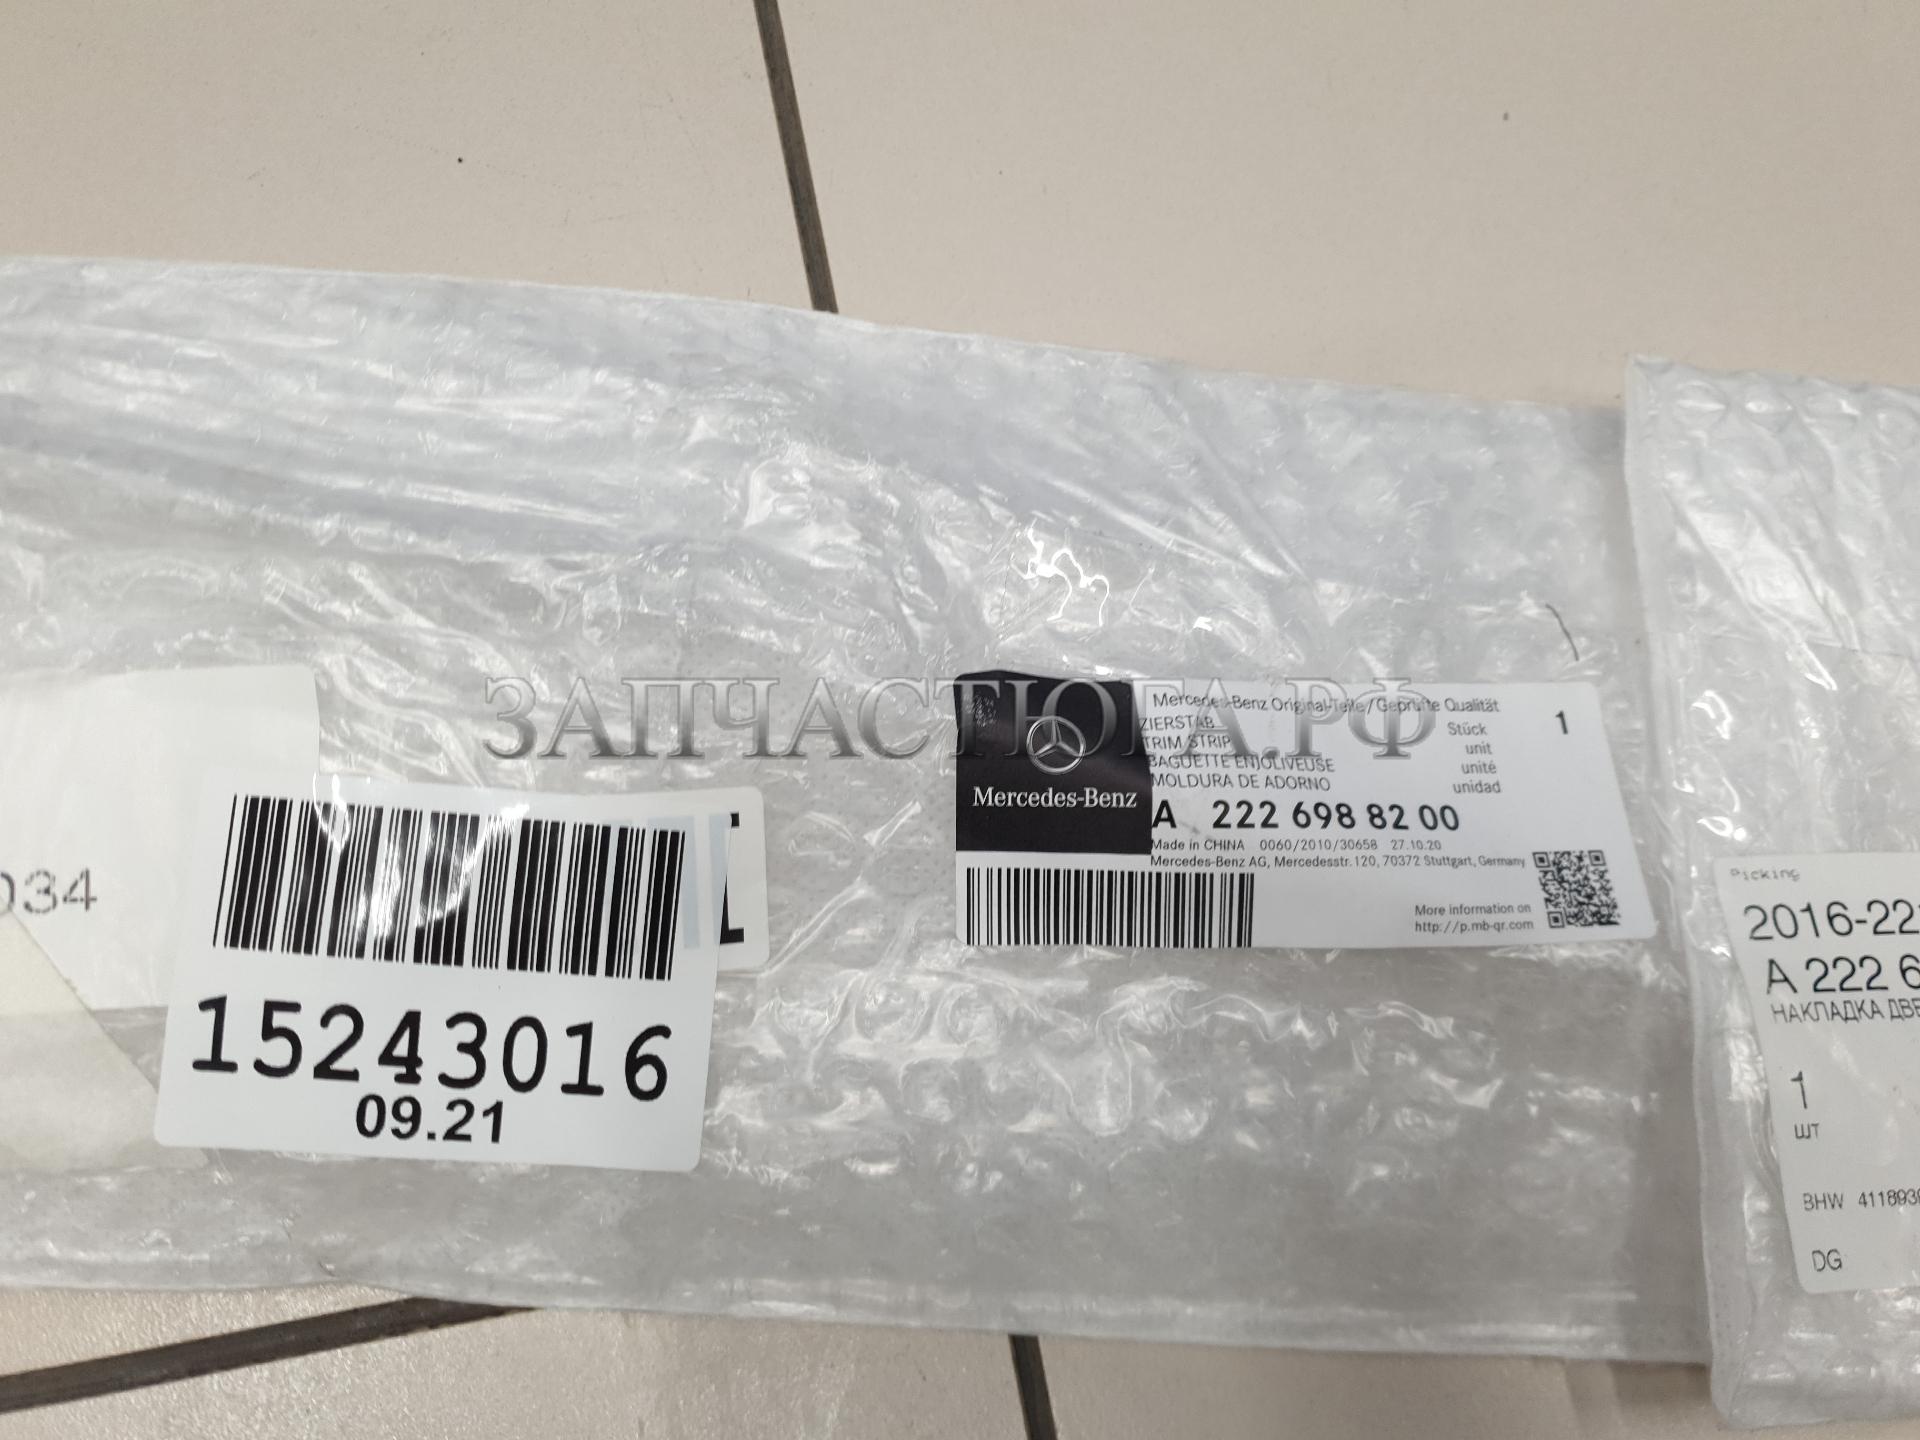 ЗАПЧАСТЮГА.РФ
034
15243016
09.21
Mercedes-Benz
Mercedes-Benz Original-Teile/Geprüfte Qualität
ZIERSTAB Stück 1
TRIM STRIP unit
BAGUETTE ENJOLIVEUSE unité
MOLDURA DE ADORNO unidad
A 222 698 82 00
Made in CHINA 0060/2010/30658 27.10.20
Mercedes-Benz AG, Mercedesstr. 120, 70372 Stuttgart, Germany
More information on
http://p.mb-qr.com
Picking
2016-22
A 222 6
НАКЛАДКА ДВЕ
1
ШТ
BHW 411893
DG